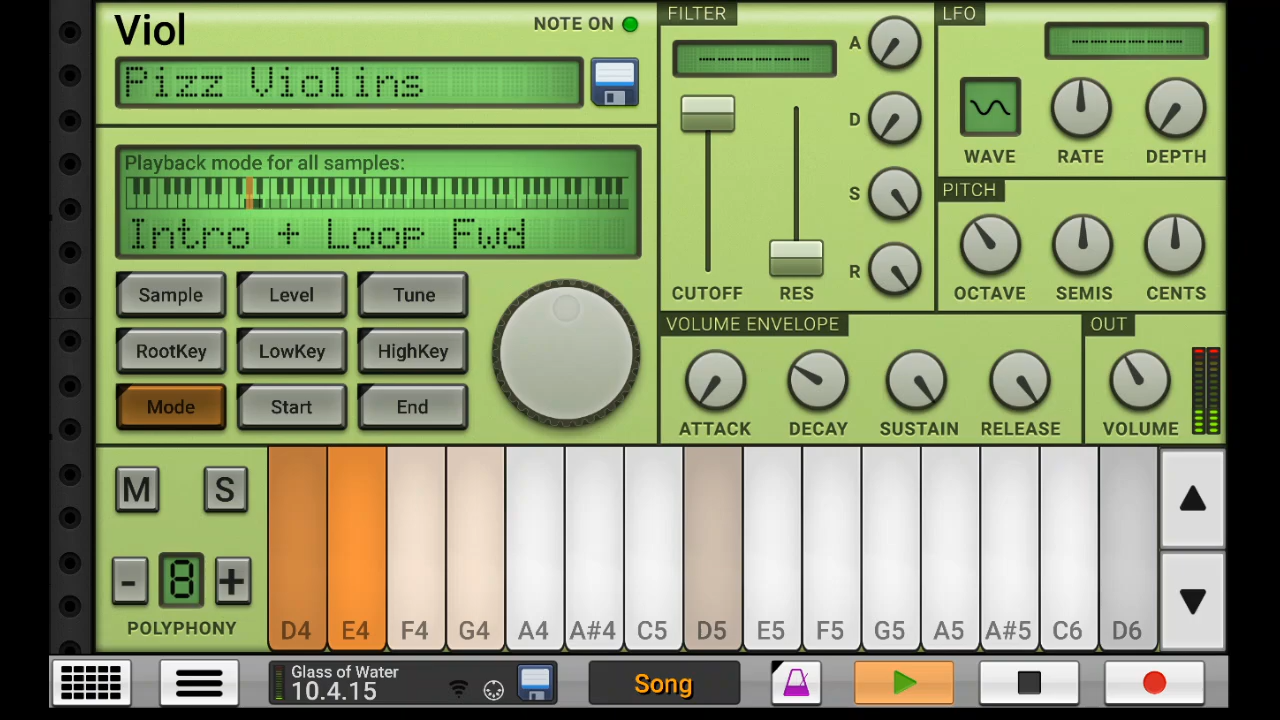 Viol
NOTE ON
Pizz Violins
Playback mode for all samples:
Intro + Loop Fwd
Sample Level Tune
RootKey LowKey HighKey
Mode Start End
FILTER
A
D
S
R
CUTOFF RES
LFO
WAVE RATE DEPTH
PITCH
OCTAVE SEMIS CENTS
VOLUME ENVELOPE
ATTACK DECAY SUSTAIN RELEASE
OUT
VOLUME
M S
- 8 +
POLYPHONY
D4 E4 F4 G4 A4 A#4 C5 D5 E5 F5 G5 A5 A#5 C6 D6
Glass of Water
10.4.15
Song